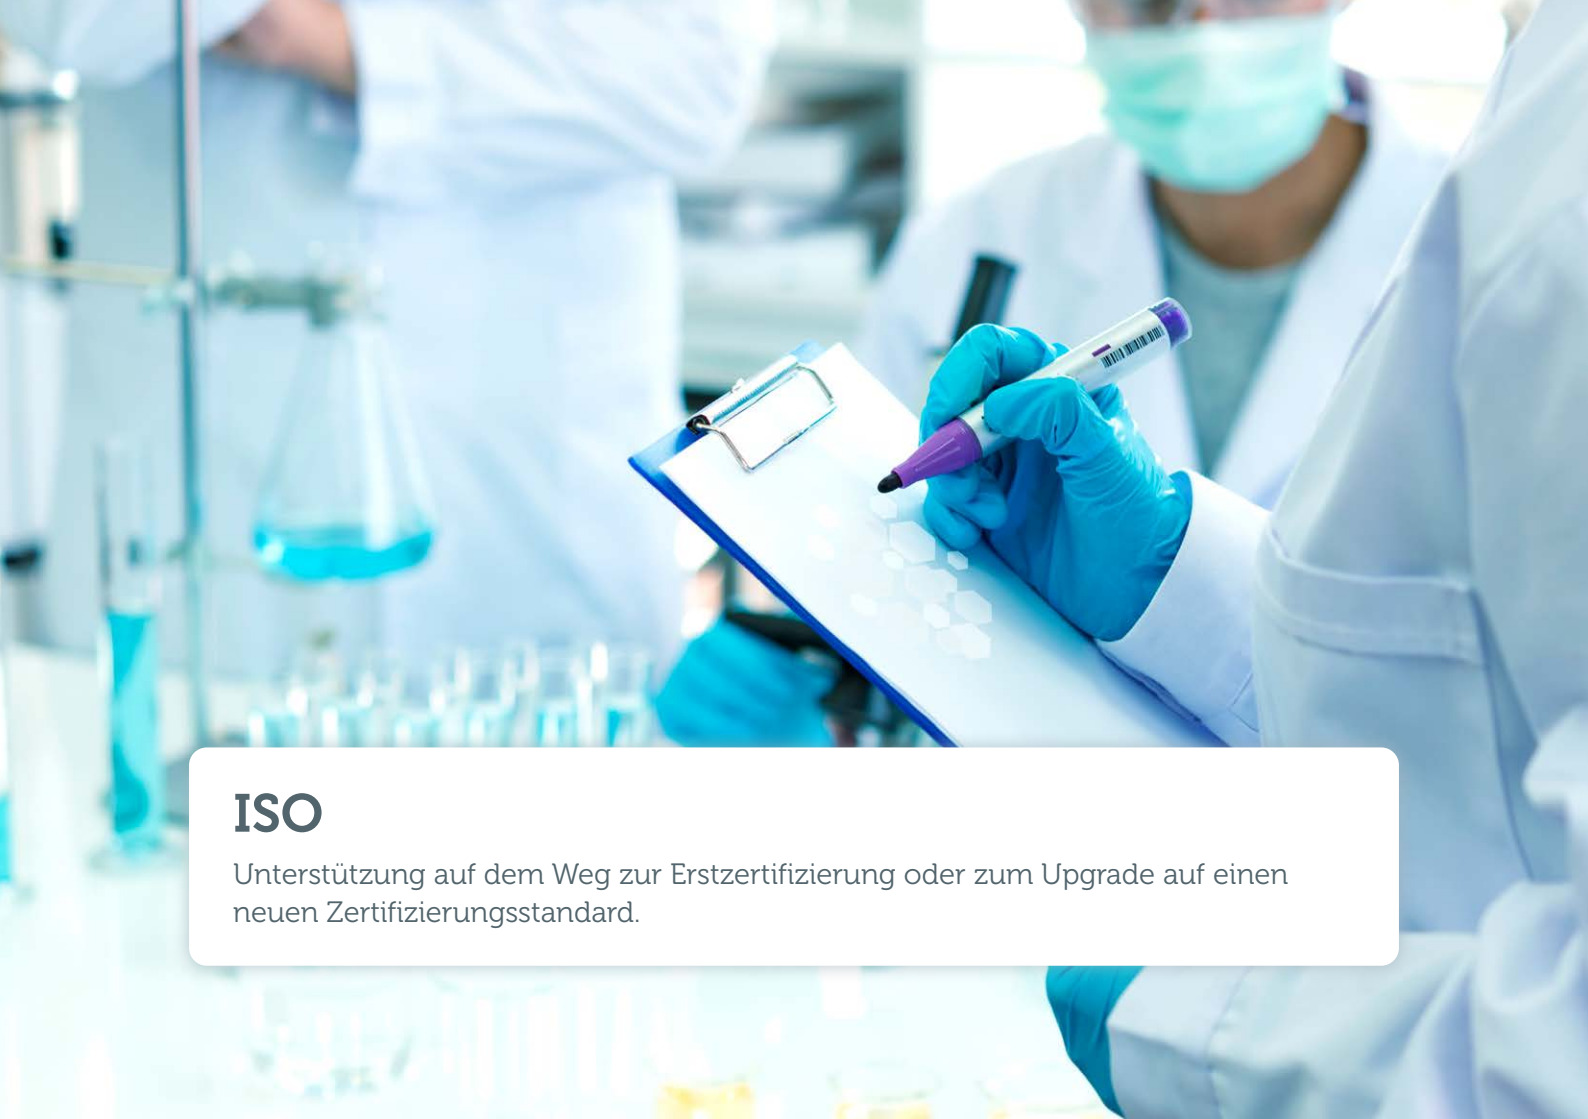 ISO
Unterstützung auf dem Weg zur Erstzertifizierung oder zum Upgrade auf einen
neuen Zertifizierungsstandard.